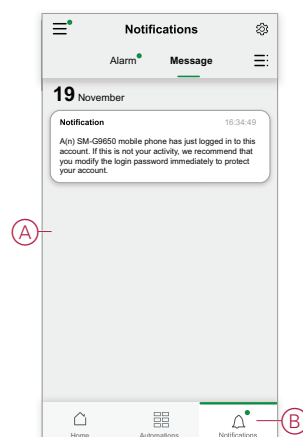 Notifications
Alarm Message
19 November
Notification 16:34:49
A(n) SM-G9650 mobile phone has just logged in to this
account. If this is not your activity, we recommend that
you modify the login password immediately to protect
your account.
A
B
Home Automations Notifications